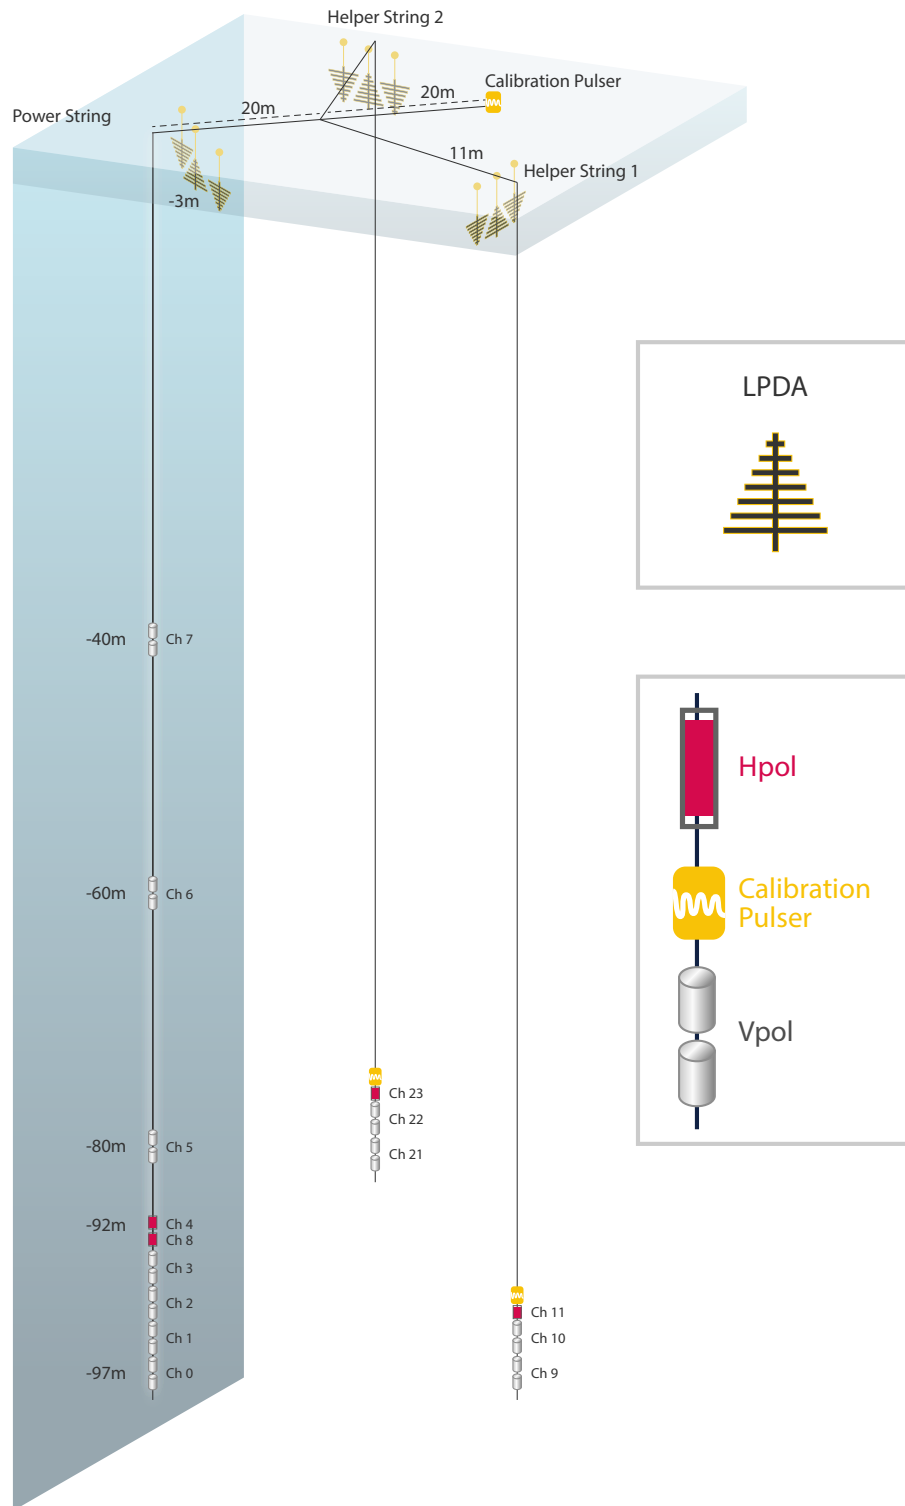 Helper String 2
Calibration Pulser
20m
20m
Power String
11m
Helper String 1
-3m
LPDA
-40m
Ch 7
Hpol
Calibration
Pulser
-60m
Ch 6
Vpol
Ch 23
Ch 22
-80m
Ch 5
Ch 21
-92m
Ch 4
Ch 8
Ch 3
Ch 2
Ch 11
Ch 1
Ch 10
-97m
Ch 0
Ch 9